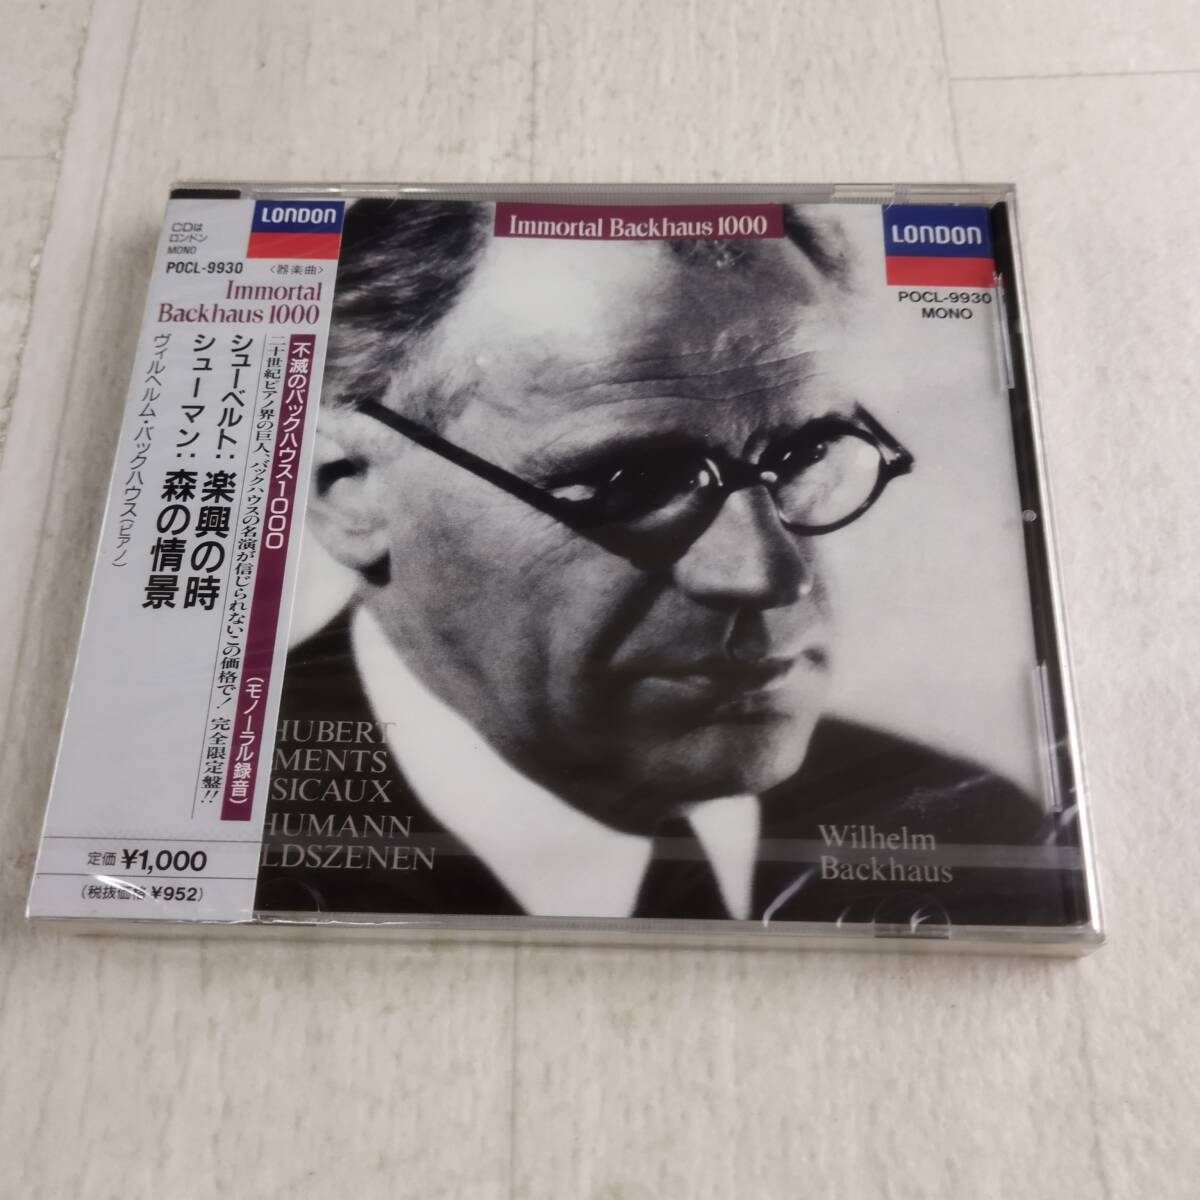 CDは
ロンドン
MONO
LONDON
POCL-9930
〈器楽曲〉
Immortal
Backhaus 1000
不滅のバックハウス1000
(モノーラル録音)
二十世紀ピアノ界の巨人、バックハウスの名演が信じられないこの価格で! 完全限定盤!!
シューベルト:楽興の時
シューマン:森の情景
ヴィルヘルム・バックハウス(ピアノ)
定価 ¥1,000
(税抜価格 ¥952)
Immortal Backhaus 1000
LONDON
POCL-9930
MONO
HUBERT
MENTS
SICAUX
HUMANN
LDSZENEN
Wilhelm
Backhaus